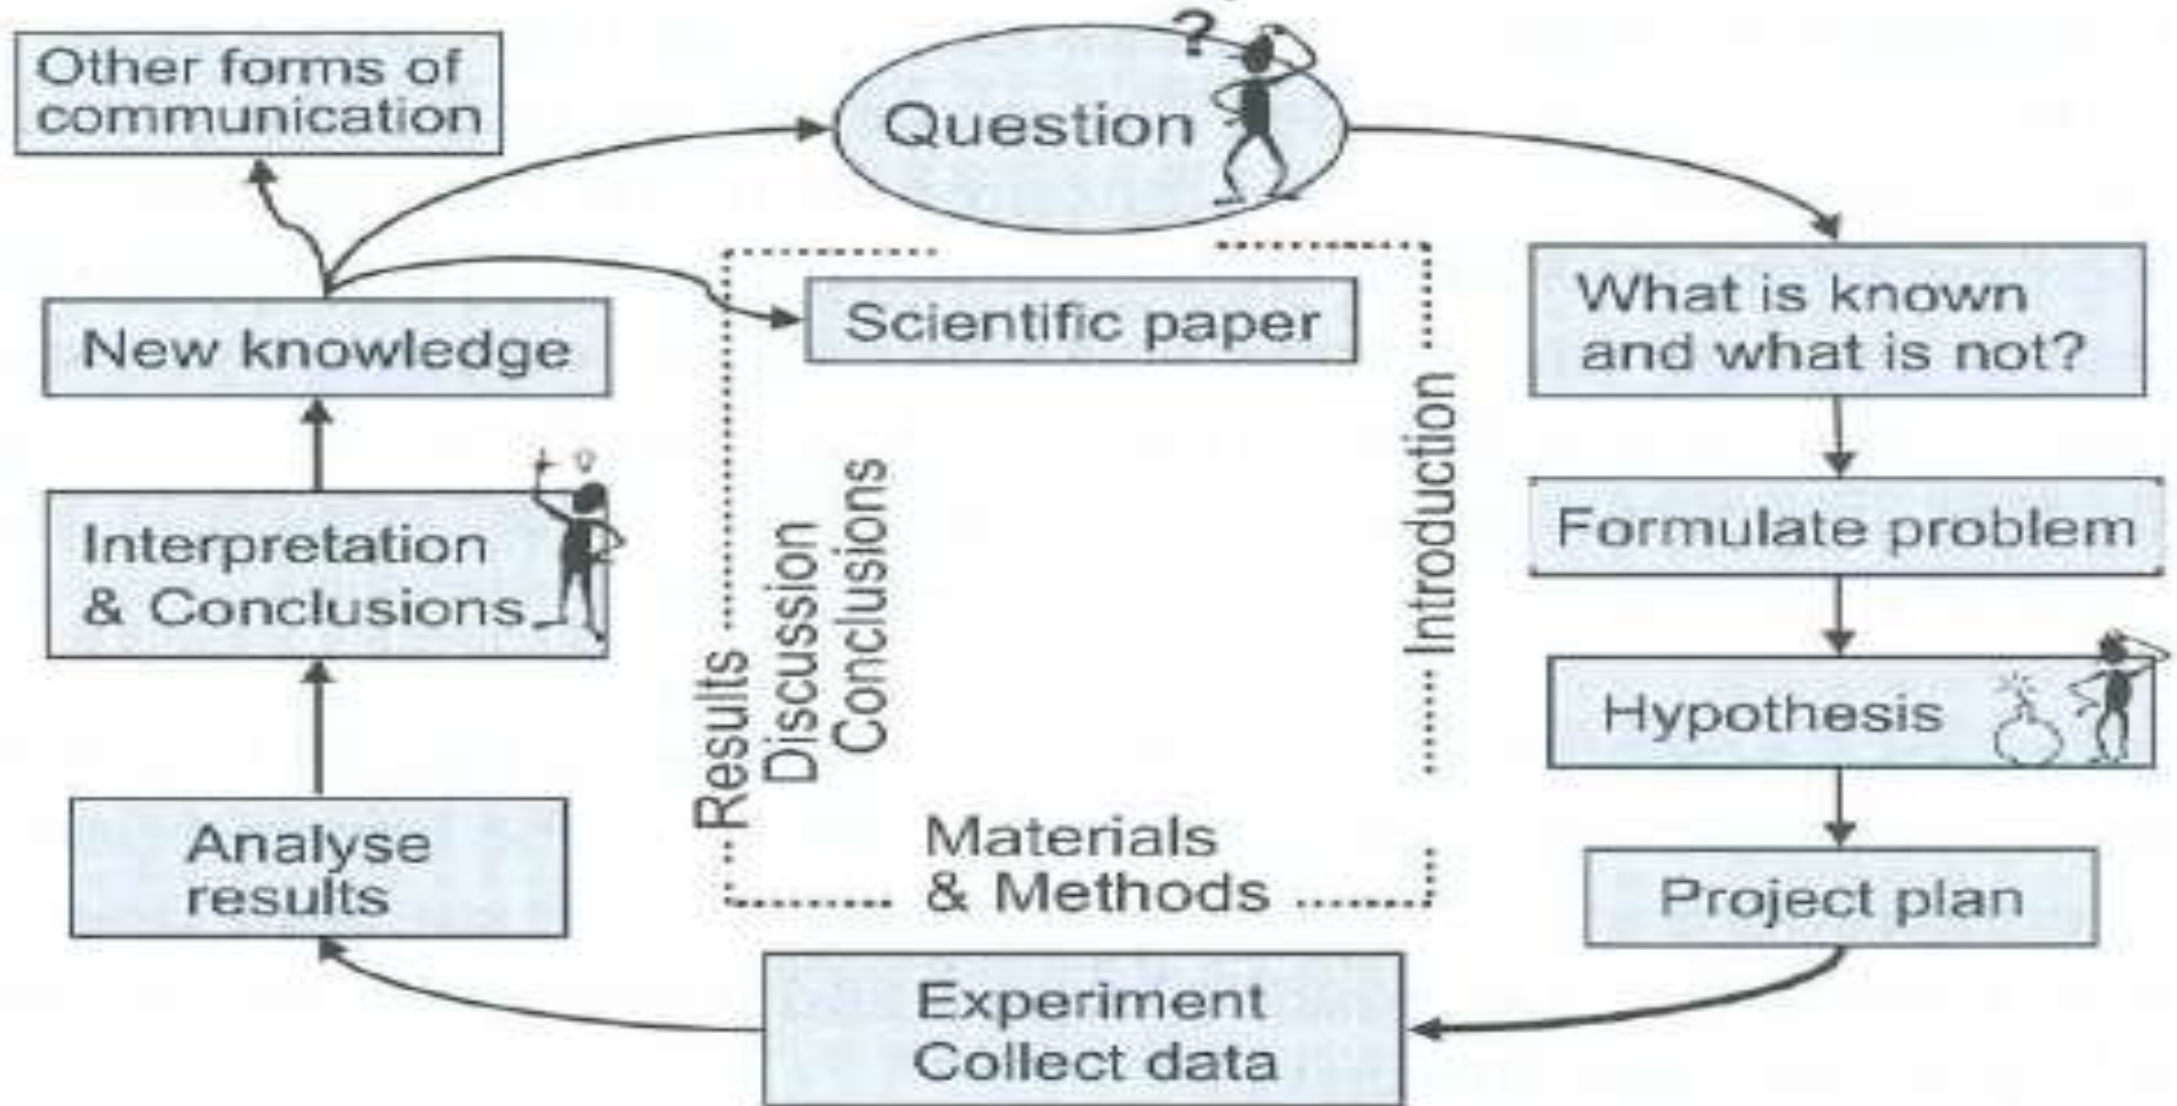 Other forms of
communication
?
Question
What is known
and what is not?
Scientific paper
New knowledge
Formulate problem
Introduction
Interpretation
& Conclusions
Results
Discussion
Conclusions
Hypothesis
Materials
& Methods
Analyse
results
Project plan
Experiment
Collect data